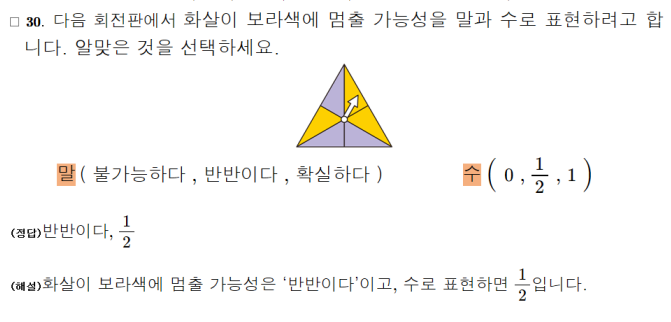 □ 30. 다음 회전판에서 화살이 보라색에 멈출 가능성을 말과 수로 표현하려고 합
니다. 알맞은 것을 선택하세요.
말 ( 불가능하다 , 반반이다 , 확실하다 ) 수 ( 0 , 1/2 , 1 )
(정답)반반이다, 1/2
(해설)화살이 보라색에 멈출 가능성은 ‘반반이다’이고, 수로 표현하면 1/2입니다.